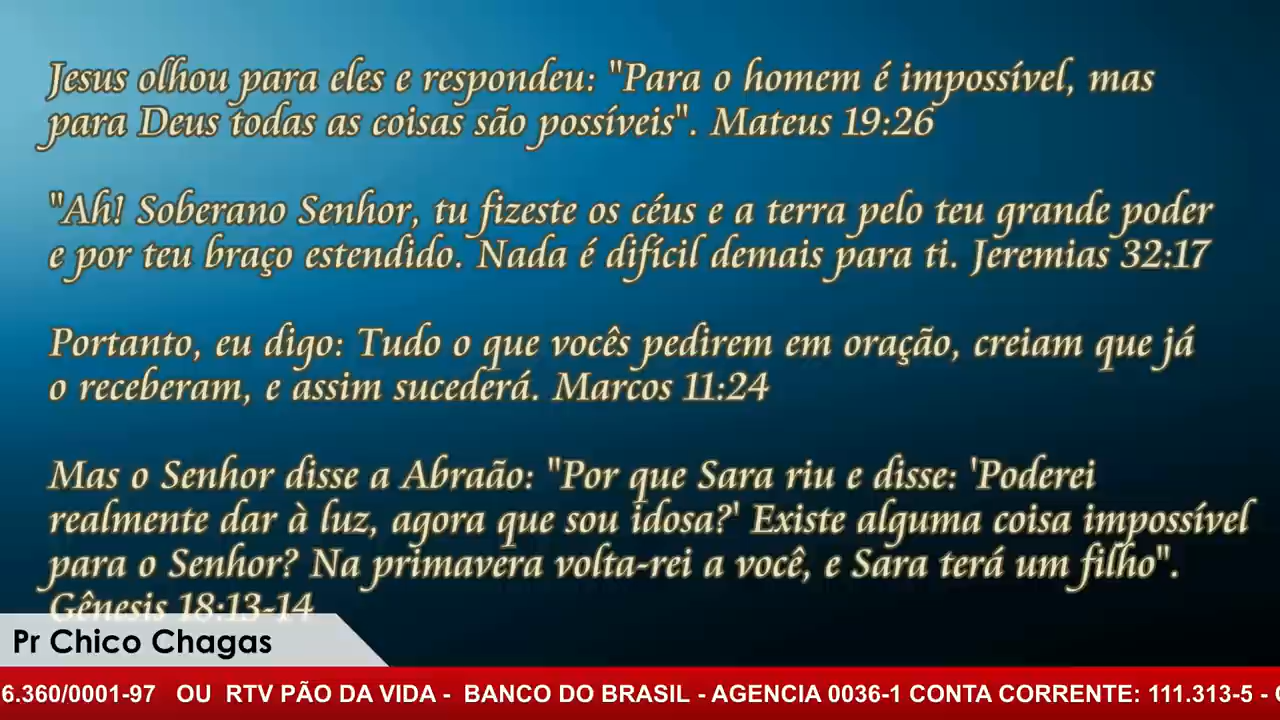 Jesus olhou para eles e respondeu: "Para o homem é impossível, mas
para Deus todas as coisas são possíveis". Mateus 19:26
"Ah! Soberano Senhor, tu fizeste os céus e a terra pelo teu grande poder
e por teu braço estendido. Nada é difícil demais para ti. Jeremias 32:17
Portanto, eu digo: Tudo o que vocês pedirem em oração, creiam que já
o receberam, e assim sucederá. Marcos 11:24
Mas o Senhor disse a Abraão: "Por que Sara riu e disse: 'Poderei
realmente dar à luz, agora que sou idosa?' Existe alguma coisa impossível
para o Senhor? Na primavera volta-rei a você, e Sara terá um filho".
Gênesis 18:13-14
Pr Chico Chagas
6.360/0001-97 OU RTV PÃO DA VIDA - BANCO DO BRASIL - AGENCIA 0036-1 CONTA CORRENTE: 111.313-5 -